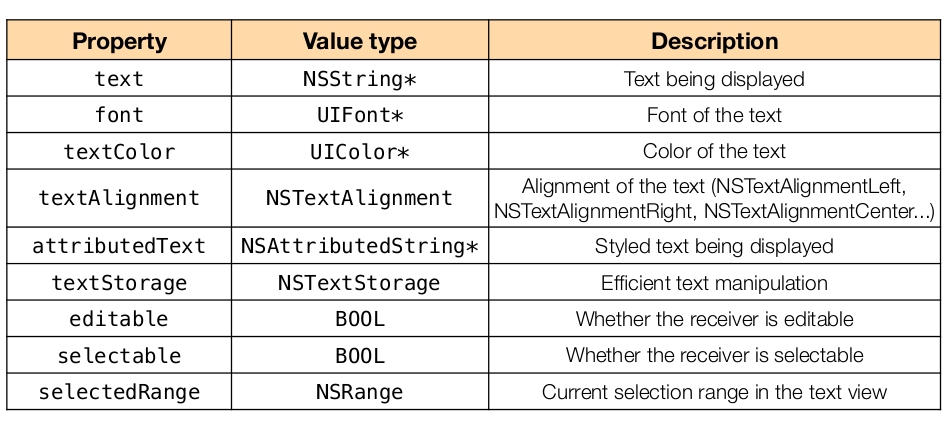 Property Value type Description
text NSString* Text being displayed
font UIFont* Font of the text
textColor UIColor* Color of the text
textAlignment NSTextAlignment Alignment of the text (NSTextAlignmentLeft,
NSTextAlignmentRight, NSTextAlignmentCenter...)
attributedText NSAttributedString* Styled text being displayed
textStorage NSTextStorage Efficient text manipulation
editable BOOL Whether the receiver is editable
selectable BOOL Whether the receiver is selectable
selectedRange NSRange Current selection range in the text view